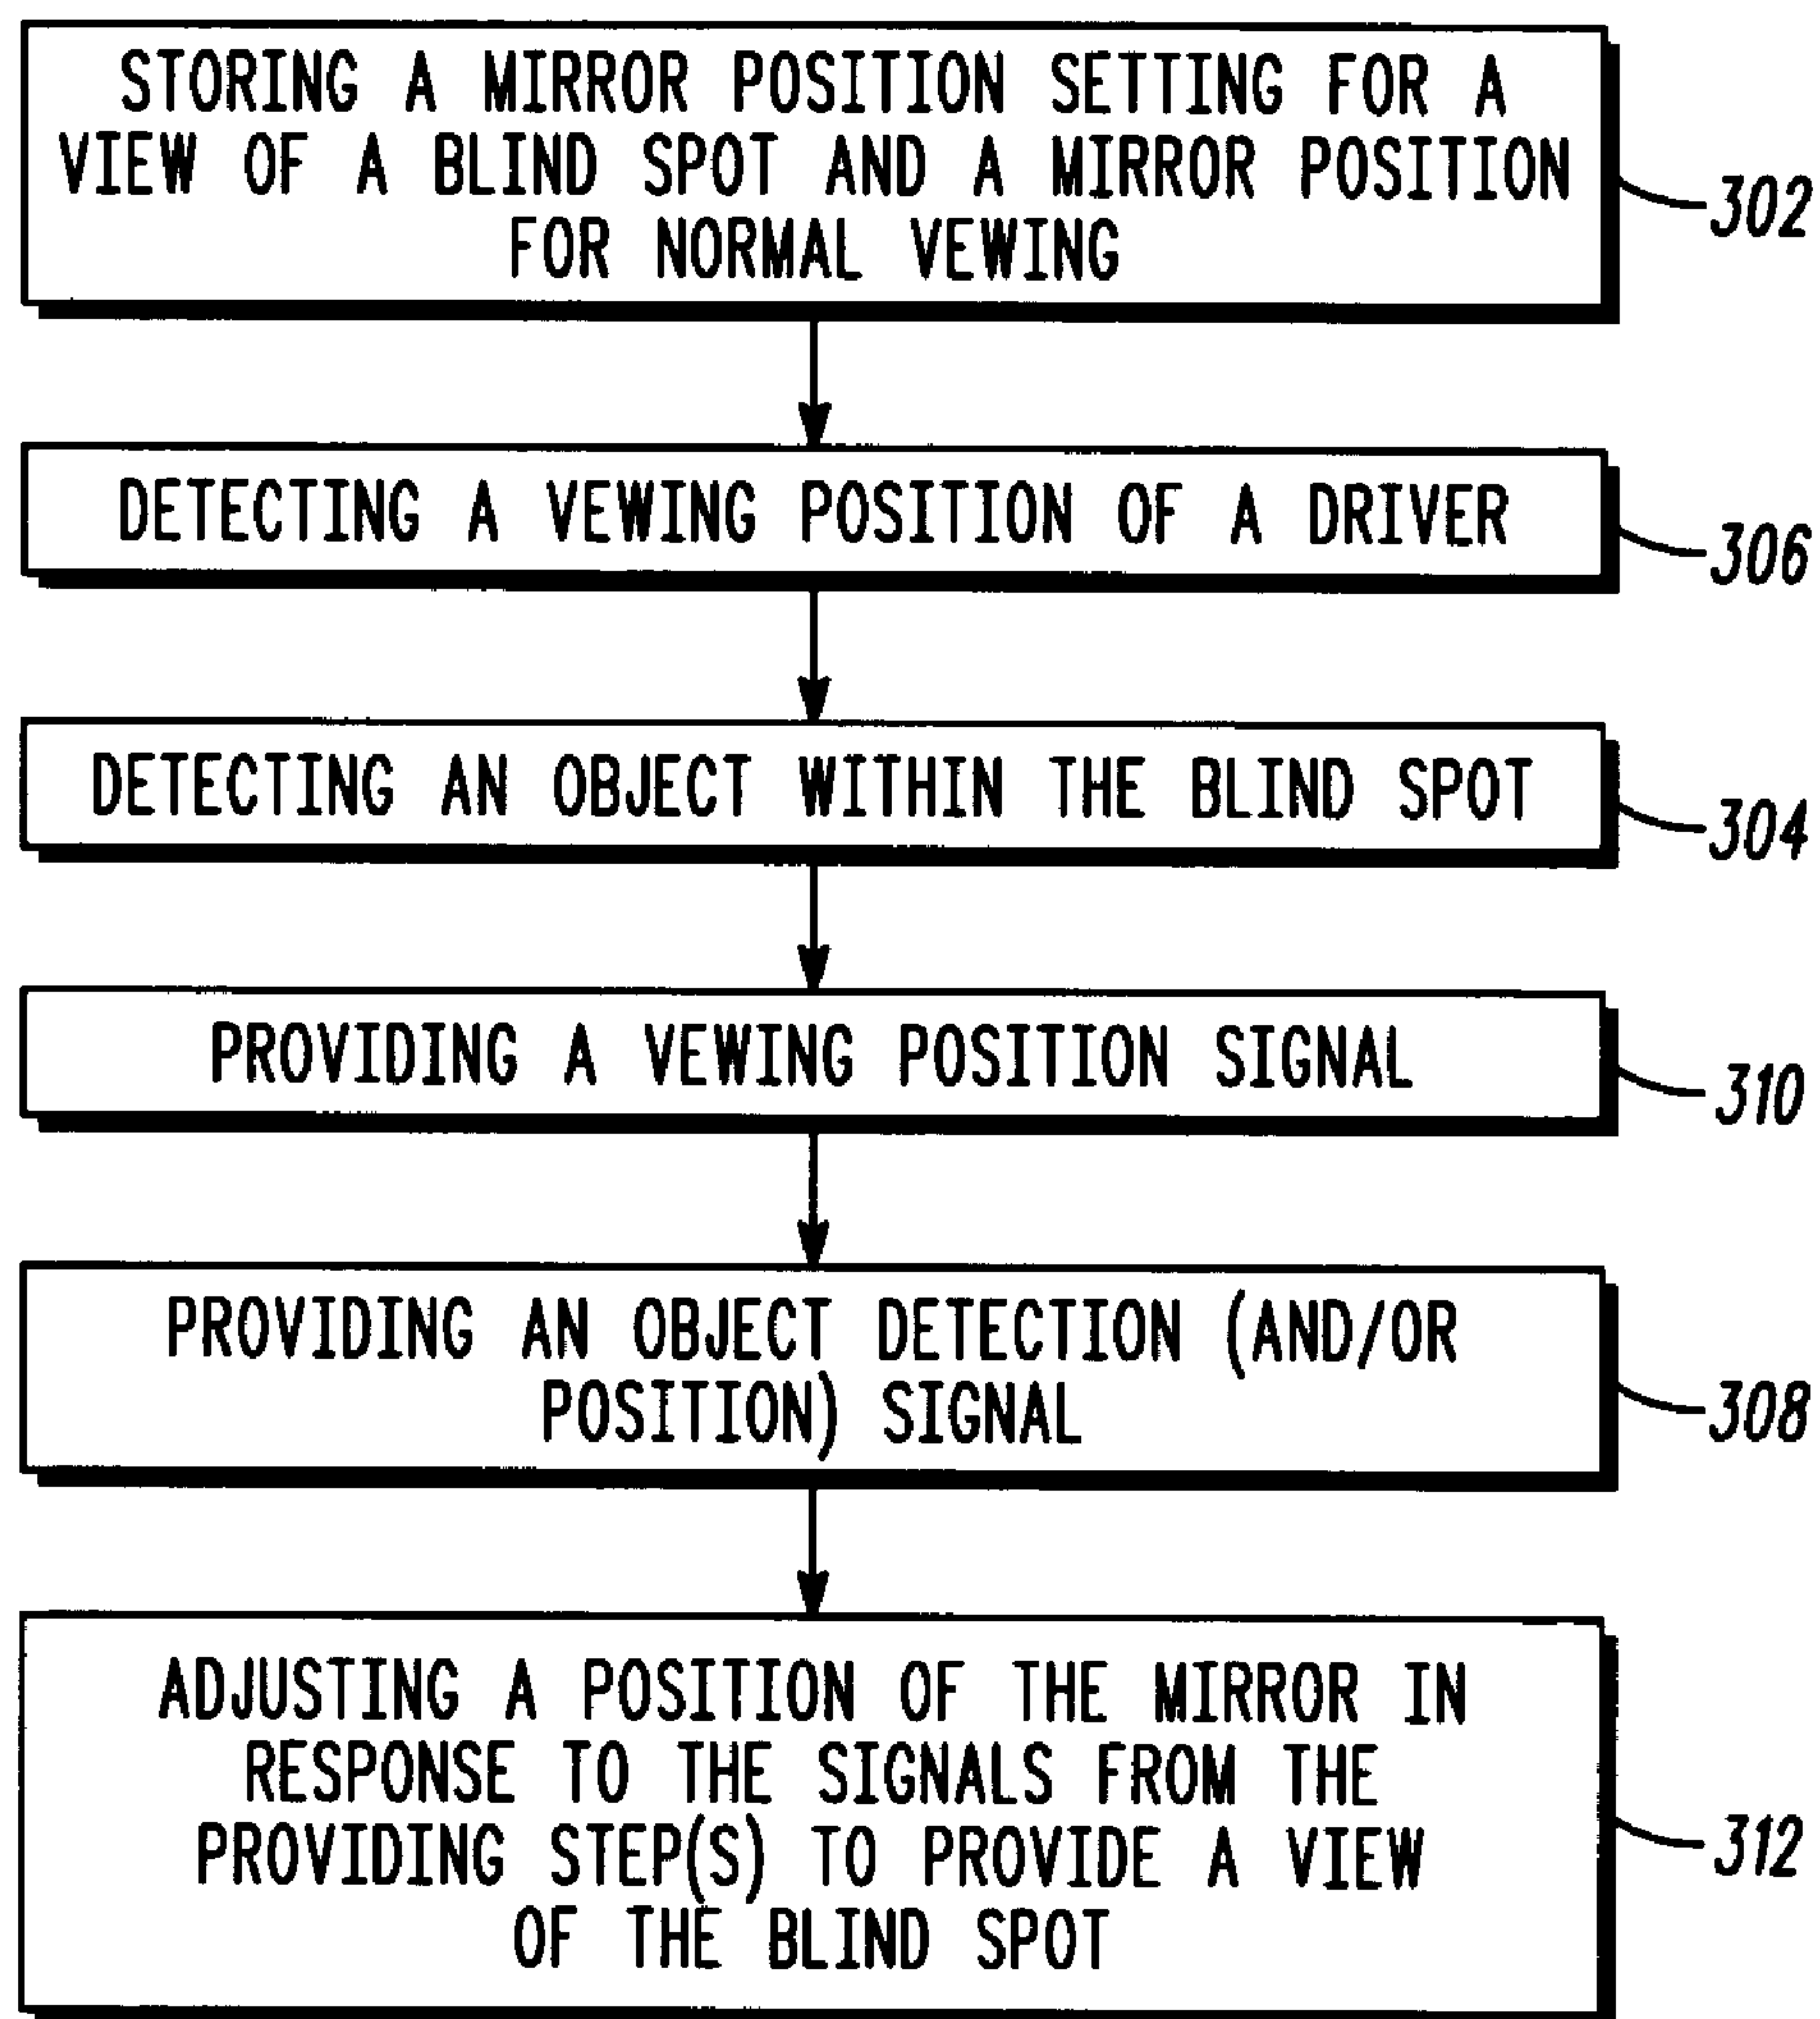 STORING A MIRROR POSITION SETTING FOR A
VIEW OF A BLIND SPOT AND A MIRROR POSITION
FOR NORMAL VEWING
302
DETECTING A VEWING POSITION OF A DRIVER
306
DETECTING AN OBJECT WITHIN THE BLIND SPOT
304
PROVIDING A VEWING POSITION SIGNAL
310
PROVIDING AN OBJECT DETECTION (AND/OR
POSITION) SIGNAL
308
ADJUSTING A POSITION OF THE MIRROR IN
RESPONSE TO THE SIGNALS FROM THE
PROVIDING STEP(S) TO PROVIDE A VIEW
OF THE BLIND SPOT
312